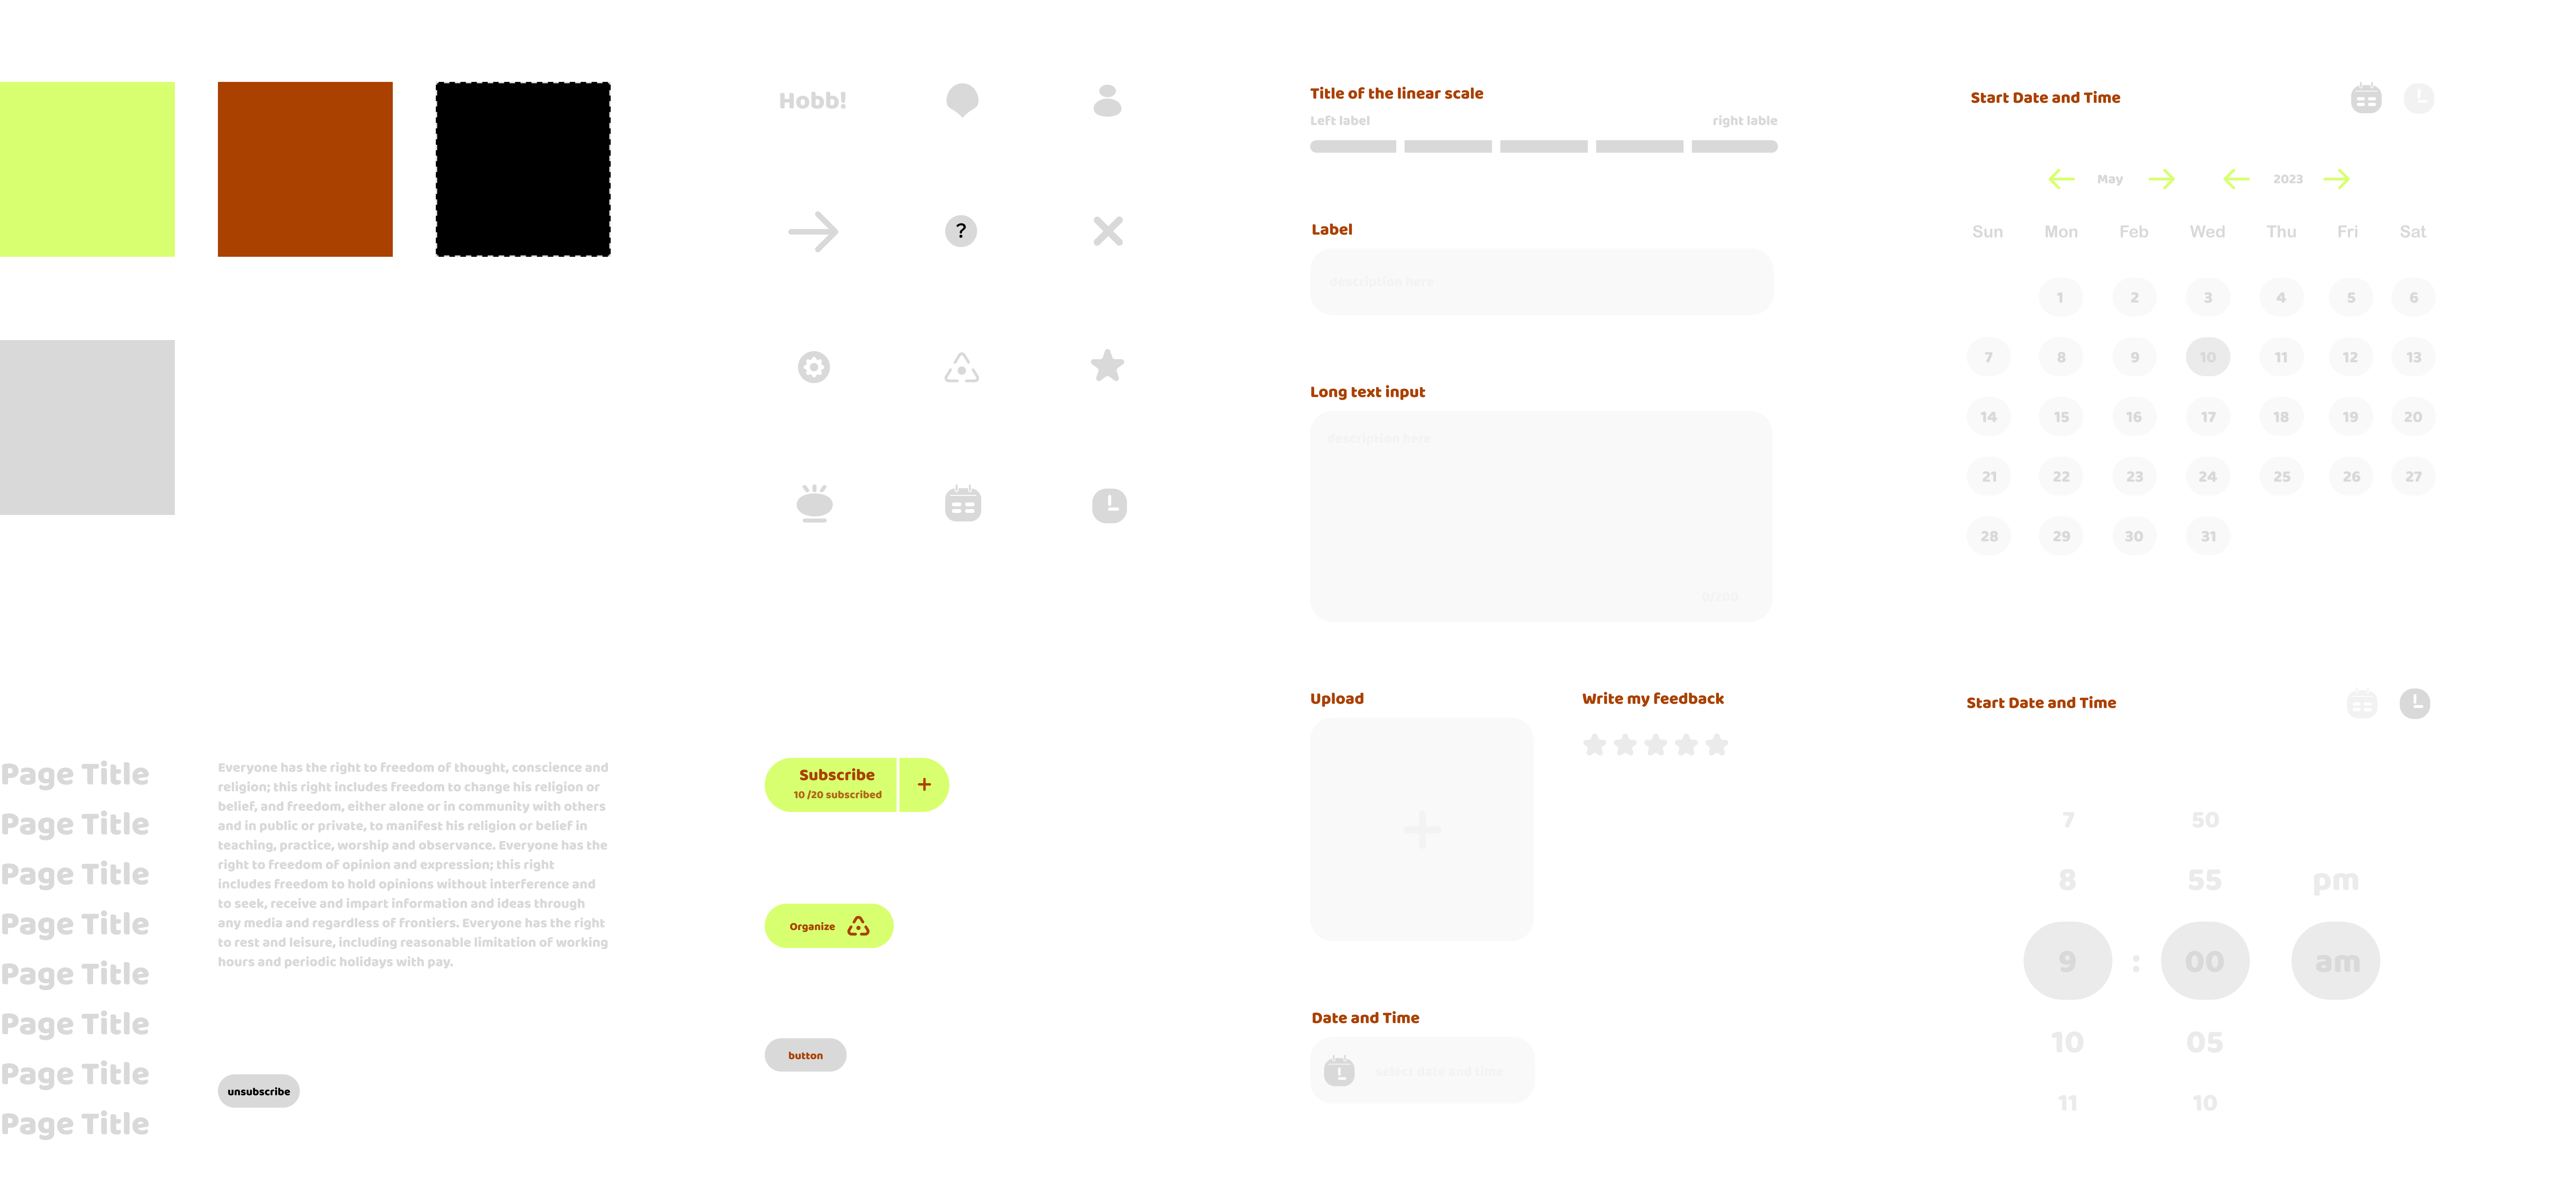 Hobb!
?
Title of the linear scale
Left label
right lable
Label
description here
Long text input
description here
0/200
Start Date and Time
May
2023
Sun Mon Feb Wed Thu Fri Sat
1 2 3 4 5 6
7 8 9 10 11 12 13
14 15 16 17 18 19 20
21 22 23 24 25 26 27
28 29 30 31
Page Title
Page Title
Page Title
Page Title
Page Title
Page Title
Page Title
Page Title
Everyone has the right to freedom of thought, conscience and
religion; this right includes freedom to change his religion or
belief, and freedom, either alone or in community with others
and in public or private, to manifest his religion or belief in
teaching, practice, worship and observance. Everyone has the
right to freedom of opinion and expression; this right
includes freedom to hold opinions without interference and
to seek, receive and impart information and ideas through
any media and regardless of frontiers. Everyone has the right
to rest and leisure, including reasonable limitation of working
hours and periodic holidays with pay.
unsubscribe
Subscribe
10 /20 subscribed
+
Organize
button
Upload
+
Write my feedback
Date and Time
select date and time
Start Date and Time
7 50
8 55 pm
9 : 00 am
10 05
11 10